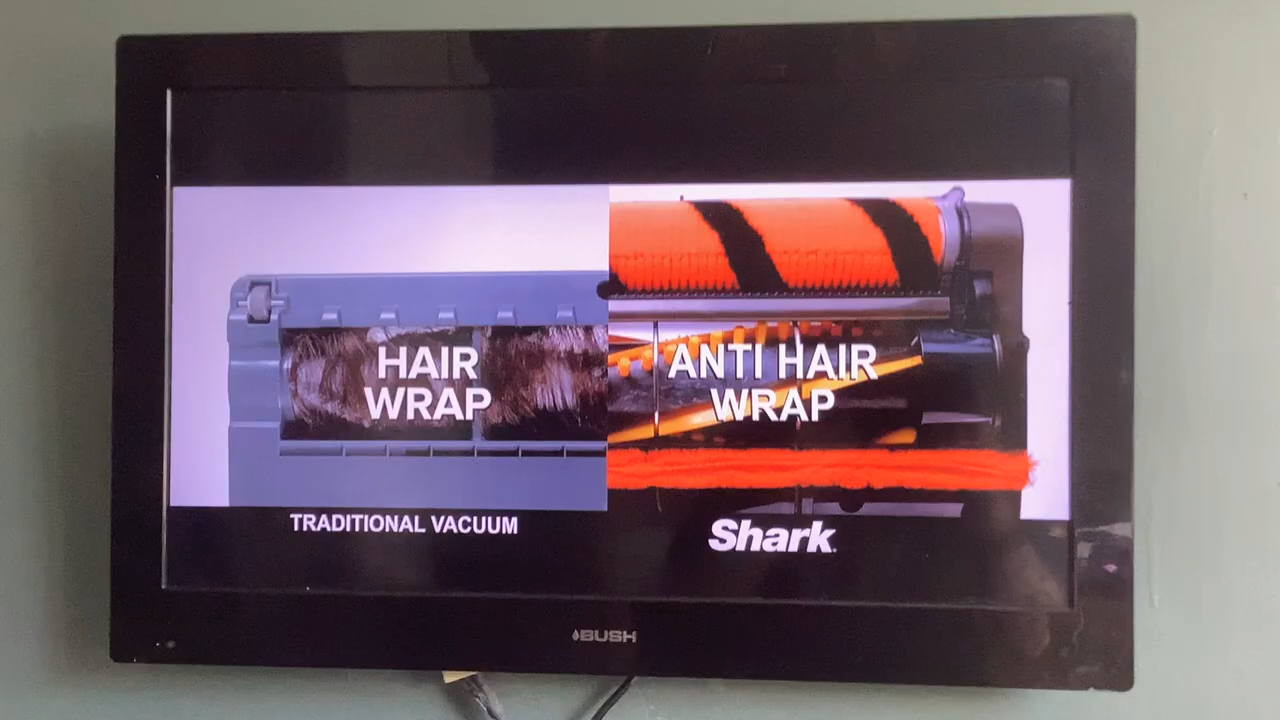 HAIR
WRAP
ANTI HAIR
WRAP
TRADITIONAL VACUUM
Shark
BUSH